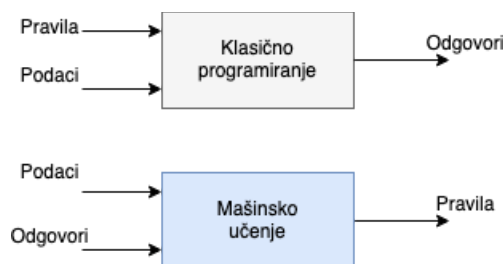 Pravila
Podaci
Klasično
programiranje
Odgovori
Podaci
Odgovori
Mašinsko
učenje
Pravila